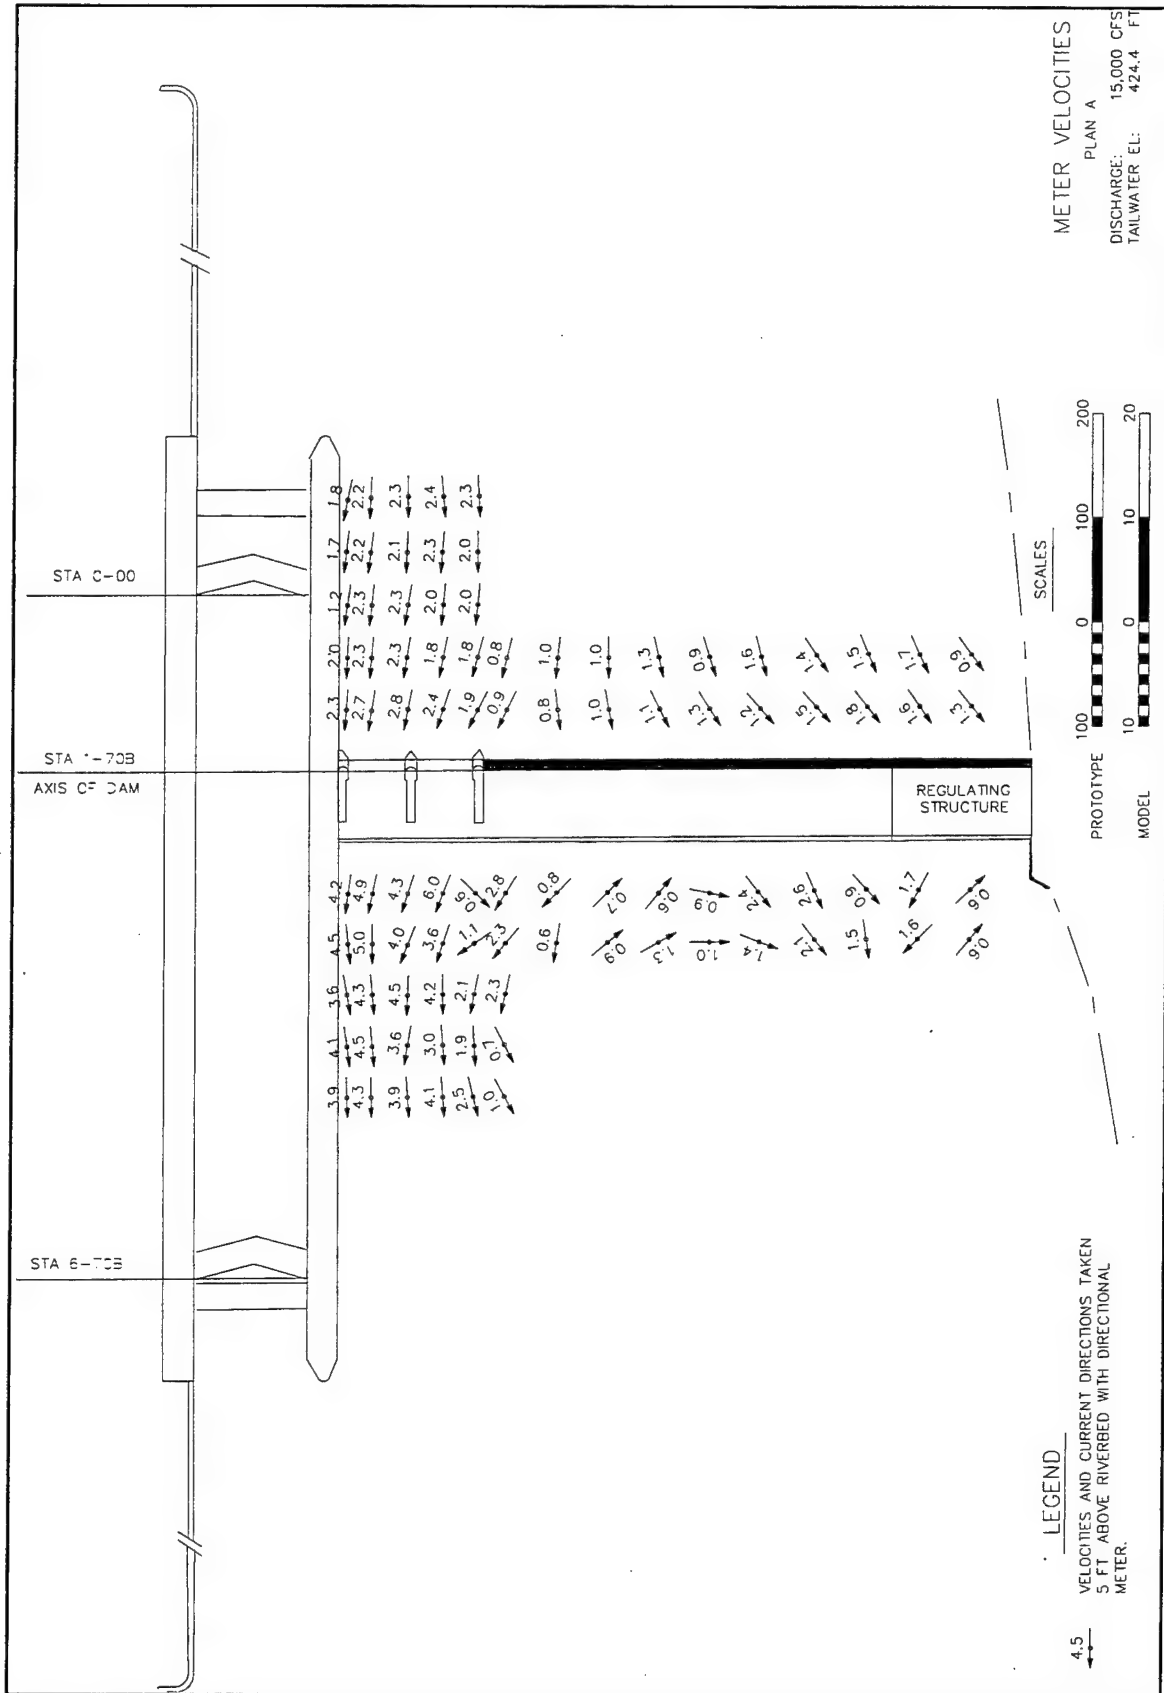 METER VELOCITIES
PLAN A
DISCHARGE: 15,000 CFS
TAILWATER EL: 424.4 FT
STA 0-00
AXIS OF DAM
1.8 1.7 1.2 2.0 2.3
2.2 2.2 2.3 2.3 2.7
2.3 2.1 2.3 2.3 2.8
2.4 2.3 2.0 1.8 2.4
2.3 2.0 2.0 1.8 1.9
0.8 0.9
1.0 0.8
1.0 1.0
1.3 1.1
0.9 1.3
1.6 1.2
1.4 1.5
1.5 1.8
1.7 1.6
0.9 1.3
4.2 4.5 3.6 4.1 3.9
4.9 5.0 4.3 4.5 4.3
4.3 4.0 4.5 3.6 3.9
6.0 3.6 4.2 3.0 4.1
0.6 1.1 2.1 1.9 2.5
2.8 2.3 2.3 0.7 1.0
0.8 0.6
0.7 0.9
0.6 1.3
0.9 1.0
2.4 1.4
2.6 2.1
0.9 1.5
1.7 1.6
0.6 0.6
REGULATING
STRUCTURE
SCALES
PROTOTYPE 100 0 100 200
MODEL 10 0 10 20
LEGEND
4.5 VELOCITIES AND CURRENT DIRECTIONS TAKEN
5 FT ABOVE RIVERBED WITH DIRECTIONAL
METER.